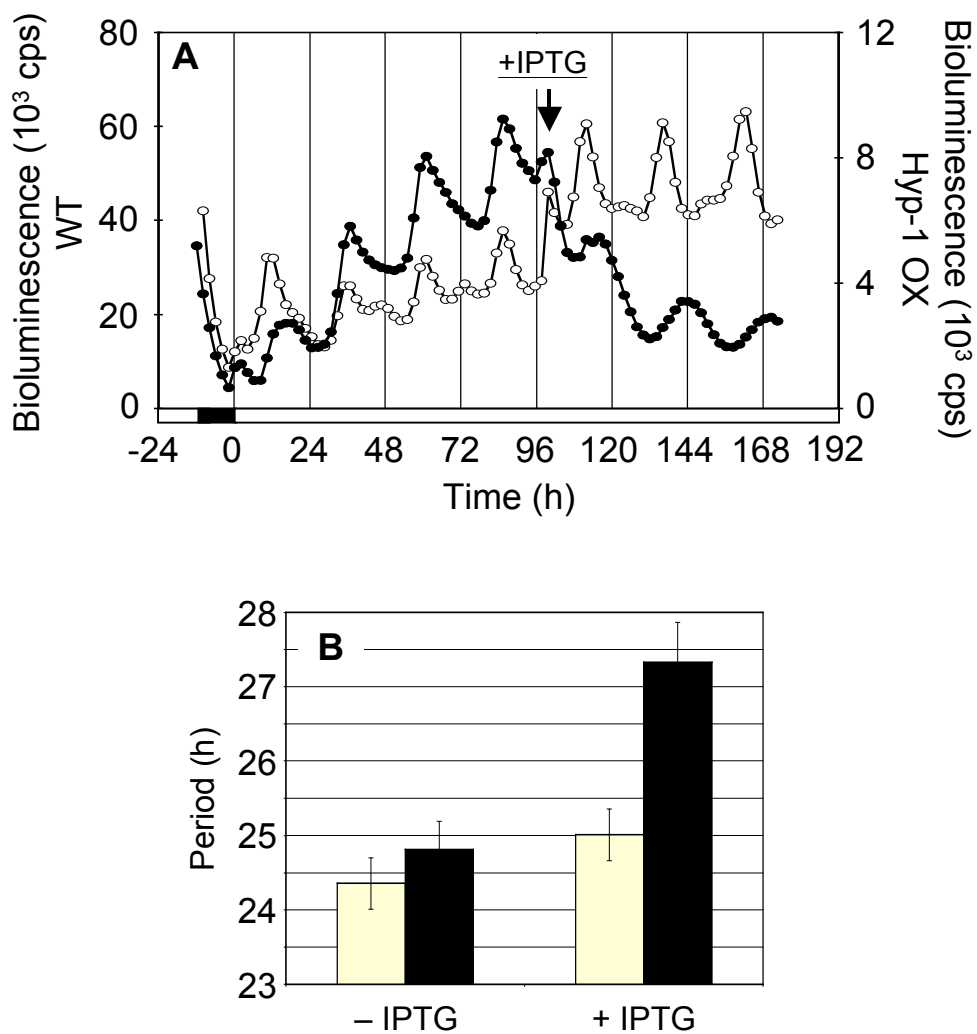 A
+IPTG
Bioluminescence (10³ cps)
WT
80
60
40
20
0
12
8
4
0
Bioluminescence (10³ cps)
Hyp-1 OX
-24 0 24 48 72 96 120 144 168 192
Time (h)
B
Period (h)
28
27
26
25
24
23
– IPTG + IPTG